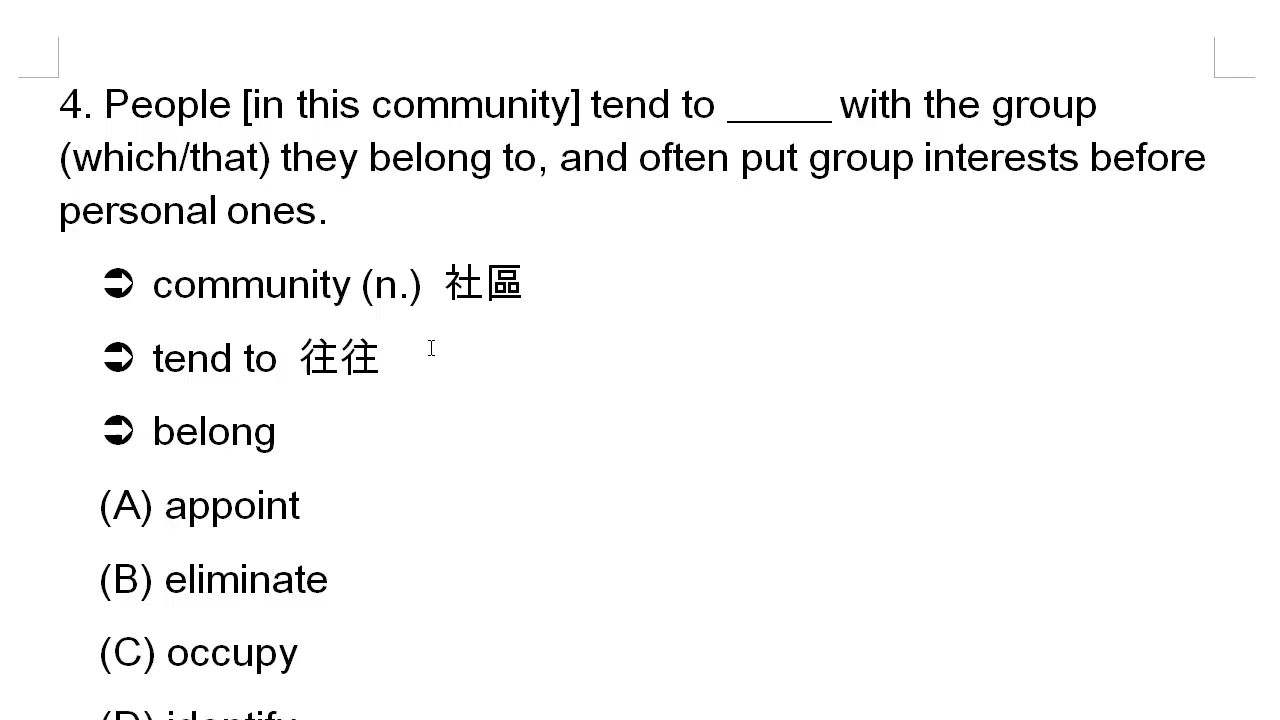 4. People [in this community] tend to _____ with the group
(which/that) they belong to, and often put group interests before
personal ones.
➲ community (n.) 社區
➲ tend to 往往
➲ belong
(A) appoint
(B) eliminate
(C) occupy
(D) identify